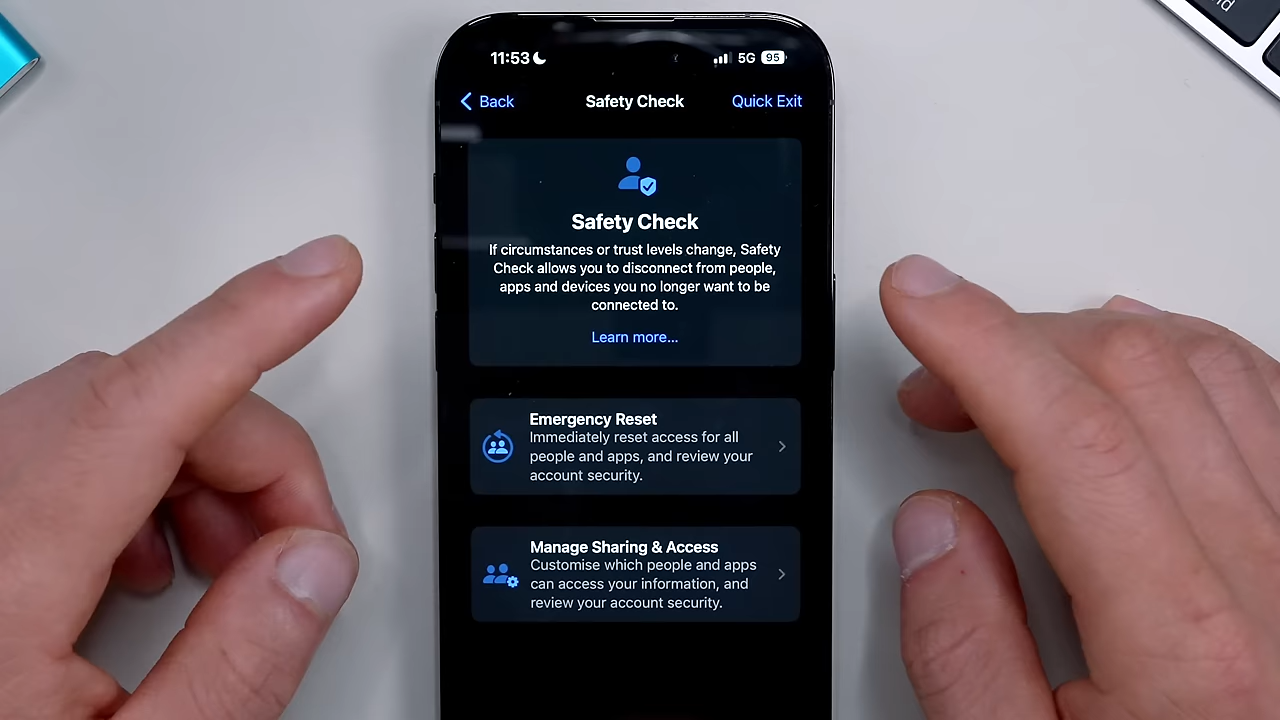 11:53 5G 95
Back Safety Check Quick Exit
Safety Check
If circumstances or trust levels change, Safety
Check allows you to disconnect from people,
apps and devices you no longer want to be
connected to.
Learn more...
Emergency Reset
Immediately reset access for all
people and apps, and review your
account security.
Manage Sharing & Access
Customise which people and apps
can access your information, and
review your account security.